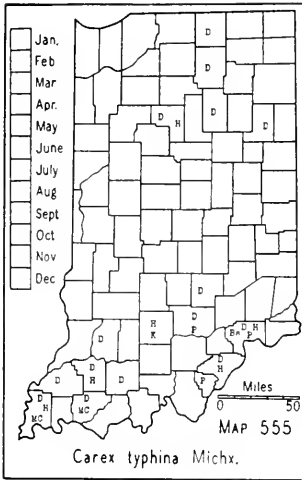 Jan.
Feb
Mar
Apr.
May
June
July
Aug
Sept
Oct
Nov
Dec
D
D
D H
D
D
D
H K
D P
D
Be D H
P
D
H
D
D H
D
P
D
H
MC
D
MC
Miles
0 50
MAP 555
Carex typhina Michx.